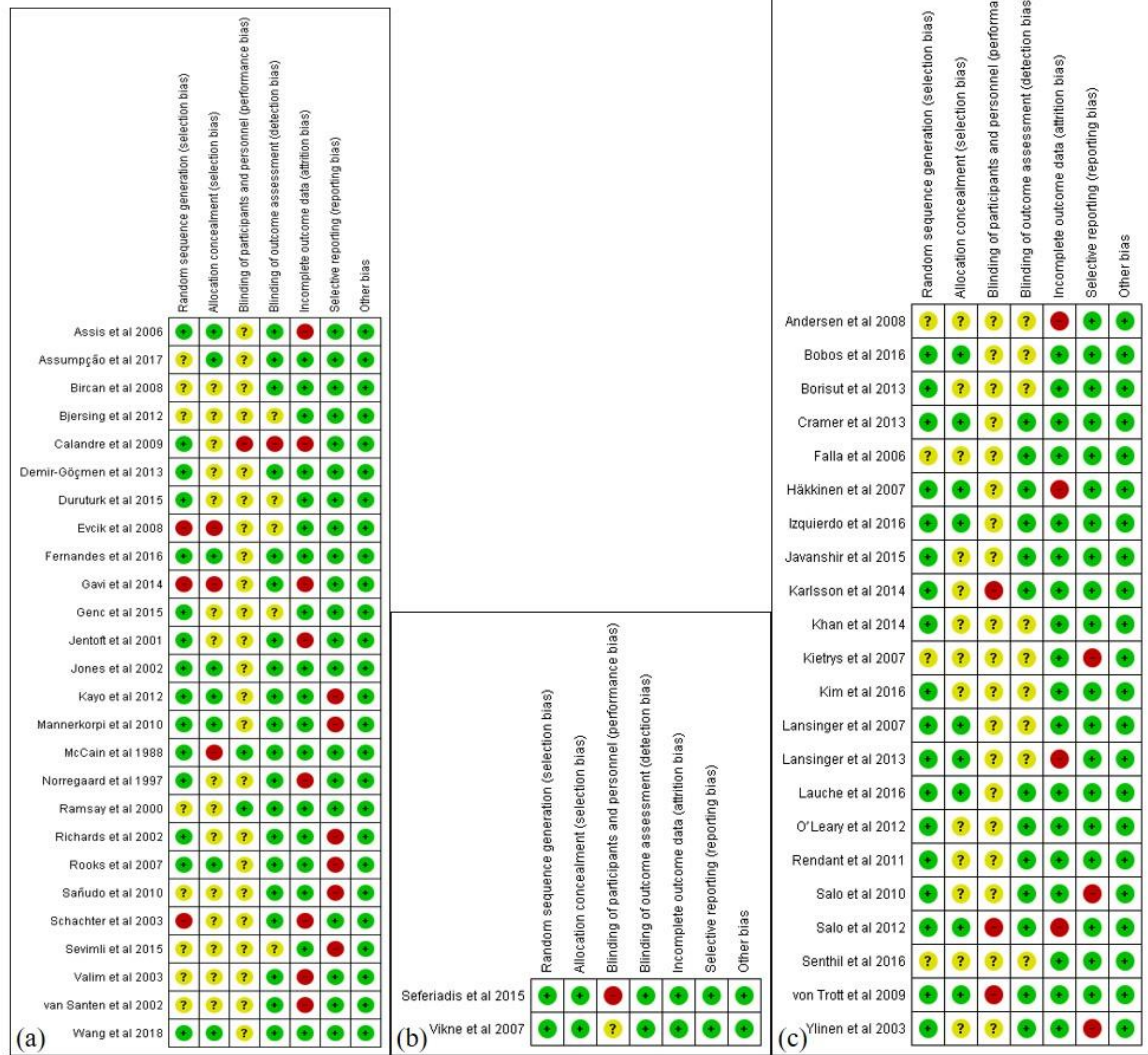 Random sequence generation (selection bias)
Allocation concealment (selection bias)
Blinding of participants and personnel (performance bias)
Blinding of outcome assessment (detection bias)
Incomplete outcome data (attrition bias)
Selective reporting (reporting bias)
Other bias
Assis et al 2006 + + ? + - + +
Assumpção et al 2017 ? + ? + + + +
Bircan et al 2008 ? ? ? + + + +
Bjersing et al 2012 ? ? ? ? + + +
Calandre et al 2009 + ? - - - + +
Demir-Göçmen et al 2013 + ? ? + + + +
Duruturk et al 2015 + ? ? ? + + +
Evcik et al 2008 - - ? ? + + +
Fernandes et al 2016 + + ? + + + +
Gavi et al 2014 - - ? + - + +
Genc et al 2015 + ? ? ? + + +
Jentoft et al 2001 + ? ? + - + +
Jones et al 2002 + + ? + + + +
Kayo et al 2012 + + ? + + - +
Mannerkorpi et al 2010 + + ? + + - +
McCain et al 1988 + - + + + + +
Norregaard et al 1997 + ? ? + - + +
Ramsay et al 2000 ? ? + + + + +
Richards et al 2002 + ? ? + + - +
Rooks et al 2007 + + ? + + - +
Sañudo et al 2010 ? ? ? + + - +
Schachter et al 2003 - ? ? + - + +
Sevimli et al 2015 ? ? ? ? + - +
Valim et al 2003 ? ? ? + - + +
van Santen et al 2002 ? ? ? + - + +
Wang et al 2018 + + ? + + + +
(a)
Random sequence generation (selection bias)
Allocation concealment (selection bias)
Blinding of participants and personnel (performance bias)
Blinding of outcome assessment (detection bias)
Incomplete outcome data (attrition bias)
Selective reporting (reporting bias)
Other bias
Seferiadis et al 2015 + + - + + + +
Vikne et al 2007 + + ? + + + +
(b)
Random sequence generation (selection bias)
Allocation concealment (selection bias)
Blinding of participants and personnel (performa
Blinding of outcome assessment (detection bias)
Incomplete outcome data (attrition bias)
Selective reporting (reporting bias)
Other bias
Andersen et al 2008 ? ? ? ? - + +
Bobos et al 2016 + + ? ? + + +
Borisut et al 2013 + ? ? ? + + +
Cramer et al 2013 + + ? + + + +
Falla et al 2006 ? ? ? + + + +
Häkkinen et al 2007 + + ? + - + +
Izquierdo et al 2016 + + ? + + + +
Javanshir et al 2015 + ? ? + + + +
Karlsson et al 2014 + ? - + + + +
Khan et al 2014 + ? ? ? + + +
Kietrys et al 2007 ? ? ? ? + - +
Kim et al 2016 + ? ? ? + + +
Lansinger et al 2007 + + ? ? + + +
Lansinger et al 2013 + + ? ? - + +
Lauche et al 2016 + + ? + + + +
O'Leary et al 2012 + ? ? + + + +
Rendant et al 2011 + ? ? + + + +
Salo et al 2010 + ? ? + + - +
Salo et al 2012 + + - + - + +
Senthil et al 2016 ? ? ? ? + + +
von Trott et al 2009 + + - + + + +
Ylinen et al 2003 + ? ? + + - +
(c)